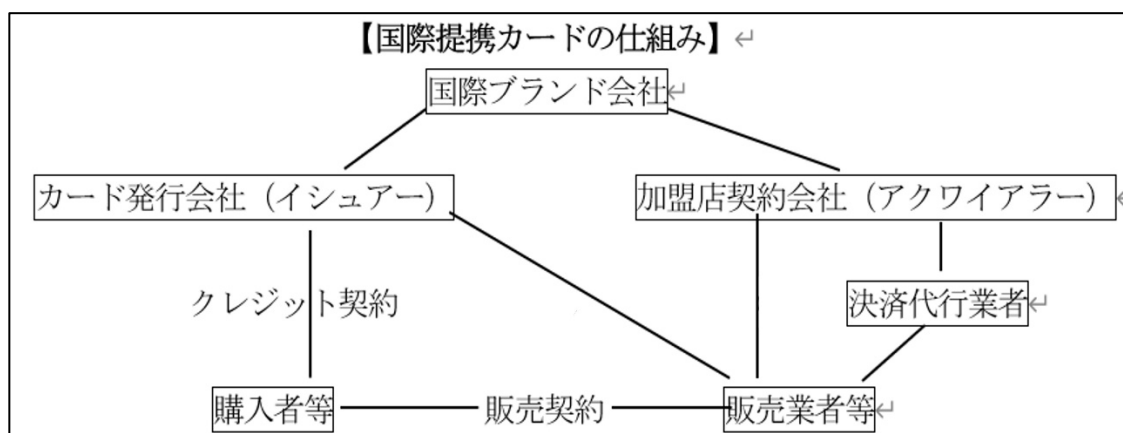 【国際提携カードの仕組み】
国際ブランド会社
カード発行会社（イシュアー）
加盟店契約会社（アクワイアラー）
クレジット契約
決済代行業者
購入者等
販売契約
販売業者等